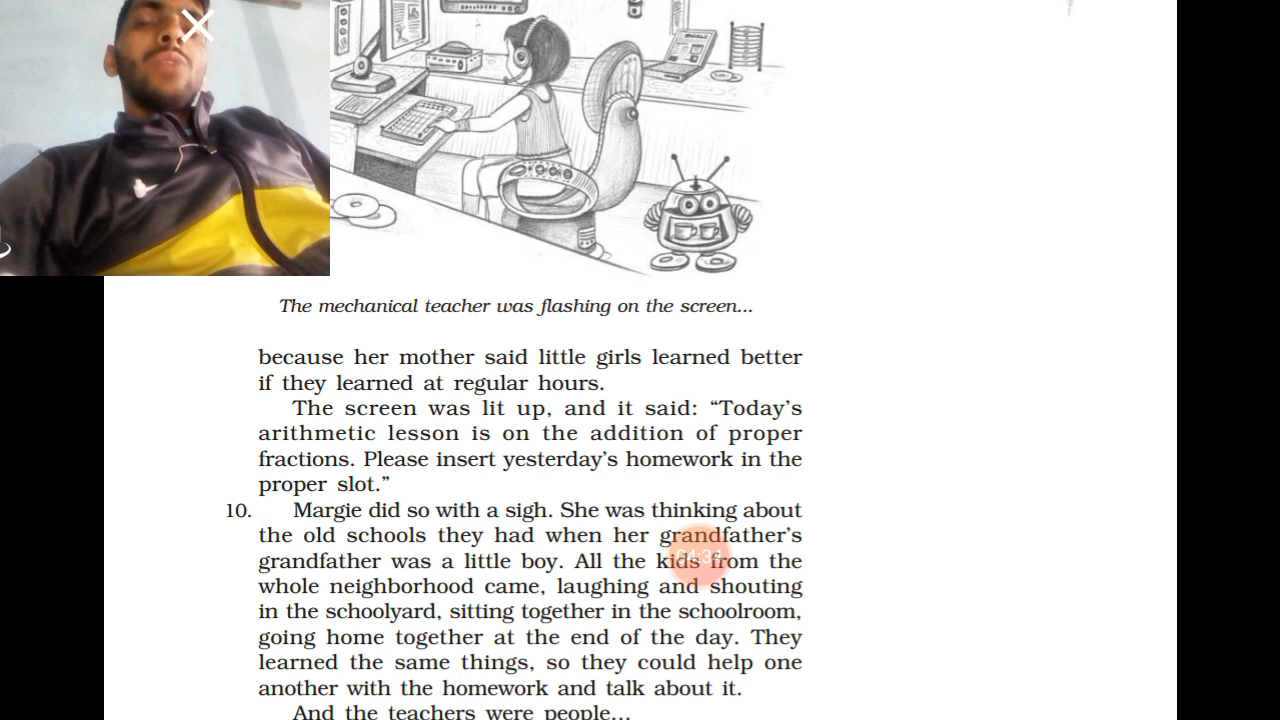 The mechanical teacher was flashing on the screen...
because her mother said little girls learned better
if they learned at regular hours.
The screen was lit up, and it said: “Today’s
arithmetic lesson is on the addition of proper
fractions. Please insert yesterday’s homework in the
proper slot.”
10. Margie did so with a sigh. She was thinking about
the old schools they had when her grandfather’s
grandfather was a little boy. All the kids from the
whole neighborhood came, laughing and shouting
in the schoolyard, sitting together in the schoolroom,
going home together at the end of the day. They
learned the same things, so they could help one
another with the homework and talk about it.
And the teachers were people...